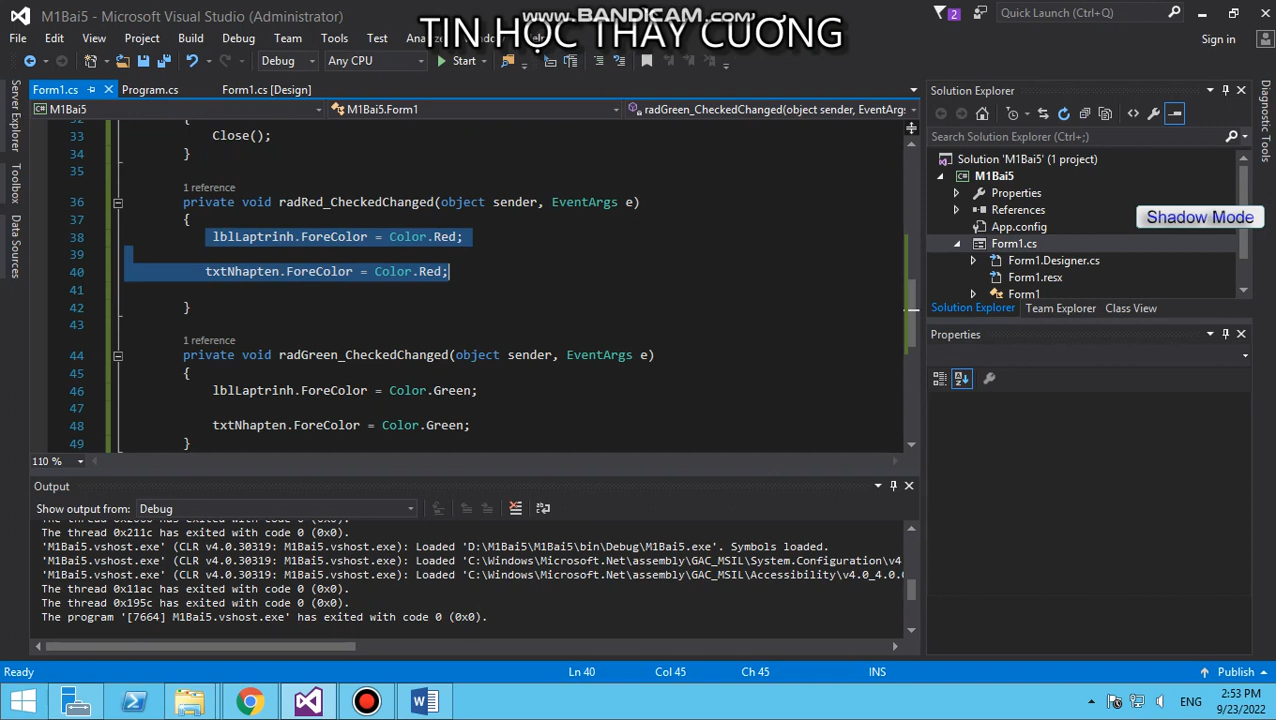 M1Bai5 - Microsoft Visual Studio (Administrator)
www.BANDICAM.com
2
Quick Launch (Ctrl+Q)
TIN HỌC THẦY CƯƠNG
File Edit View Project Build Debug Team Tools Test
Sign in
Debug Any CPU Start
Form1.cs Program.cs Form1.cs [Design]
M1Bai5 M1Bai5.Form1 radGreen_CheckedChanged(object sender, EventArgs
32 {
33 Close();
34 }
35
1 reference
36 private void radRed_CheckedChanged(object sender, EventArgs e)
37 {
38 lblLaptrinh.ForeColor = Color.Red;
39
40 txtNhapten.ForeColor = Color.Red;
41
42 }
43
1 reference
44 private void radGreen_CheckedChanged(object sender, EventArgs e)
45 {
46 lblLaptrinh.ForeColor = Color.Green;
47
48 txtNhapten.ForeColor = Color.Green;
49 }
110 %
Server Explorer
Toolbox
Data Sources
Output
Show output from: Debug
The thread 0x211c has exited with code 0 (0x0).
'M1Bai5.vshost.exe' (CLR v4.0.30319: M1Bai5.vshost.exe): Loaded 'D:\M1Bai5\M1Bai5\bin\Debug\M1Bai5.exe'. Symbols loaded.
'M1Bai5.vshost.exe' (CLR v4.0.30319: M1Bai5.vshost.exe): Loaded 'C:\Windows\Microsoft.Net\assembly\GAC_MSIL\System.Configuration\v4
'M1Bai5.vshost.exe' (CLR v4.0.30319: M1Bai5.vshost.exe): Loaded 'C:\Windows\Microsoft.Net\assembly\GAC_MSIL\Accessibility\v4.0_4.0.0
The thread 0x11ac has exited with code 0 (0x0).
The thread 0x195c has exited with code 0 (0x0).
The program '[7664] M1Bai5.vshost.exe' has exited with code 0 (0x0).
Solution Explorer
Search Solution Explorer (Ctrl+;)
Solution 'M1Bai5' (1 project)
M1Bai5
Properties
References
Shadow Mode
App.config
Form1.cs
Form1.Designer.cs
Form1.resx
Form1
Solution Explorer Team Explorer Class View
Properties
Diagnostic Tools
Ready Ln 40 Col 45 Ch 45 INS Publish
ENG
2:53 PM
9/23/2022